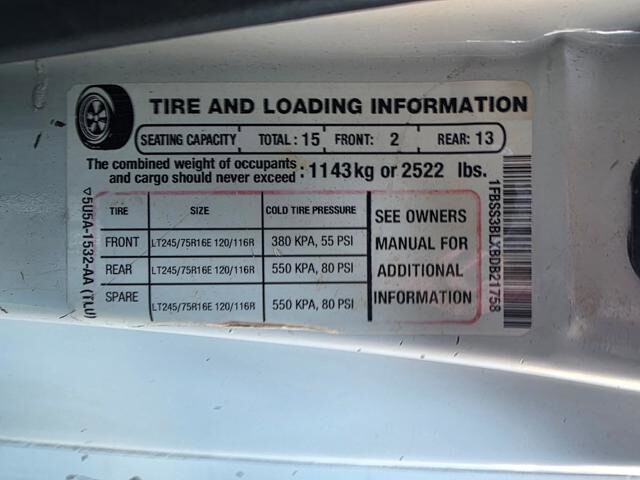 TIRE AND LOADING INFORMATION
SEATING CAPACITY TOTAL: 15 FRONT: 2 REAR: 13
The combined weight of occupants
and cargo should never exceed : 1143kg or 2522 lbs.
TIRE SIZE COLD TIRE PRESSURE
FRONT LT245/75R16E 120/116R 380 KPA, 55 PSI
REAR LT245/75R16E 120/116R 550 KPA, 80 PSI
SPARE LT245/75R16E 120/116R 550 KPA, 80 PSI
SEE OWNERS
MANUAL FOR
ADDITIONAL
INFORMATION
▽5U5A-1532-AA (TLU)
1FBSS3BLXBDB21758